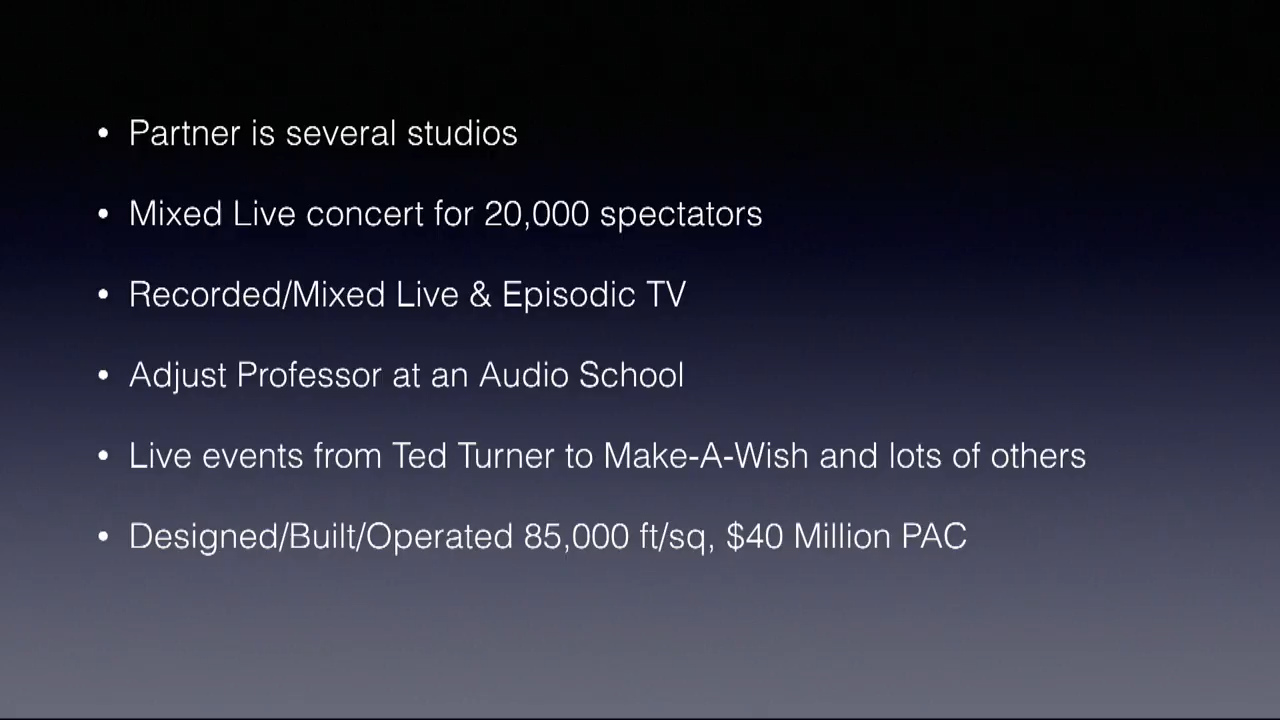 • Partner is several studios
• Mixed Live concert for 20,000 spectators
• Recorded/Mixed Live & Episodic TV
• Adjust Professor at an Audio School
• Live events from Ted Turner to Make-A-Wish and lots of others
• Designed/Built/Operated 85,000 ft/sq, $40 Million PAC